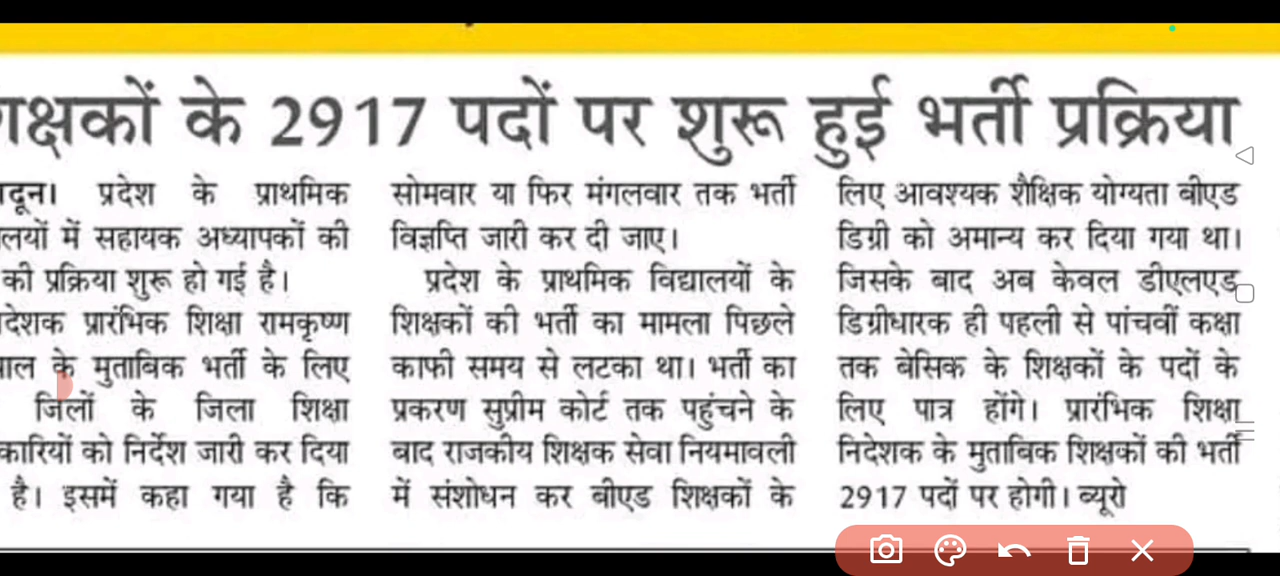 के 2917 पदों पर शुरू हुई भर्ती प्रक्रिया
प्रदेश के प्राथमिक
में सहायक अध्यापकों की
की प्रक्रिया शुरू हो गई है।
प्रारंभिक शिक्षा रामकृष्ण
के मुताबिक भर्ती के लिए
जिलों के जिला शिक्षा
को निर्देश जारी कर दिया
है। इसमें कहा गया है कि
सोमवार या फिर मंगलवार तक भर्ती
विज्ञप्ति जारी कर दी जाए।
प्रदेश के प्राथमिक विद्यालयों के
शिक्षकों की भर्ती का मामला पिछले
काफी समय से लटका था। भर्ती का
प्रकरण सुप्रीम कोर्ट तक पहुंचने के
बाद राजकीय शिक्षक सेवा नियमावली
में संशोधन कर बीएड शिक्षकों के
लिए आवश्यक शैक्षिक योग्यता बीएड
डिग्री को अमान्य कर दिया गया था।
जिसके बाद अब केवल डीएलएड
डिग्रीधारक ही पहली से पांचवीं कक्षा
तक बेसिक के शिक्षकों के पदों के
लिए पात्र होंगे। प्रारंभिक शिक्षा
निदेशक के मुताबिक शिक्षकों की भर्ती
2917 पदों पर होगी। ब्यूरो